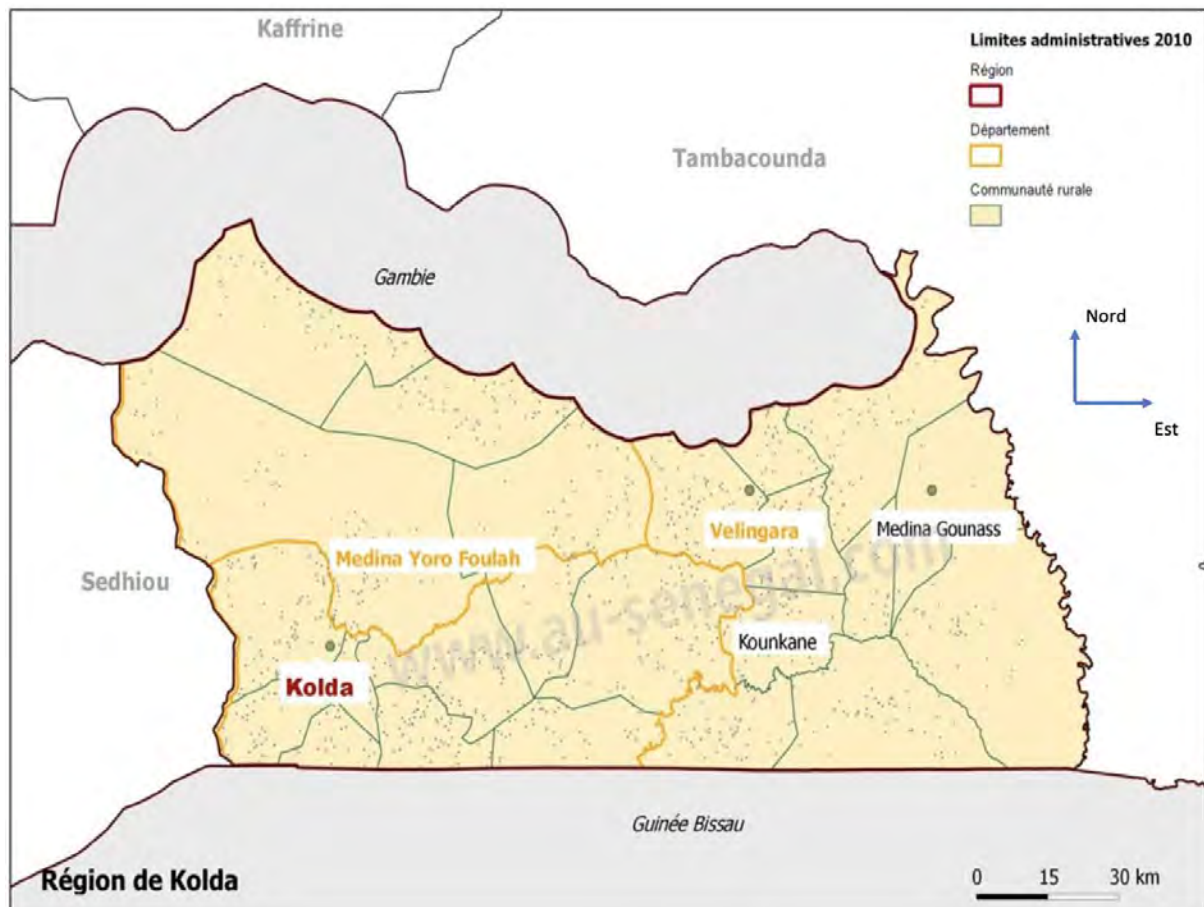 Kaffrine
Limites administratives 2010
Région
Département
Communauté rurale
Tambacounda
Gambie
Nord
Est
Velingara
Medina Gounass
Medina Yoro Foulah
Sedhiou
www.au-senegal.com
Kounkane
Kolda
Guinée Bissau
Région de Kolda
0 15 30 km